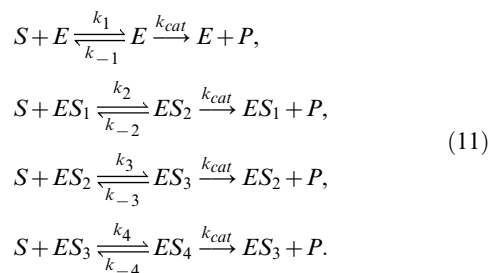 S + E ⇌ E → E + P, k₁ k₋₁ k_cat
S + ES₁ ⇌ ES₂ → ES₁ + P, k₂ k₋₂ k_cat
(11)
S + ES₂ ⇌ ES₃ → ES₂ + P, k₃ k₋₃ k_cat
S + ES₃ ⇌ ES₄ → ES₃ + P. k₄ k₋₄ k_cat